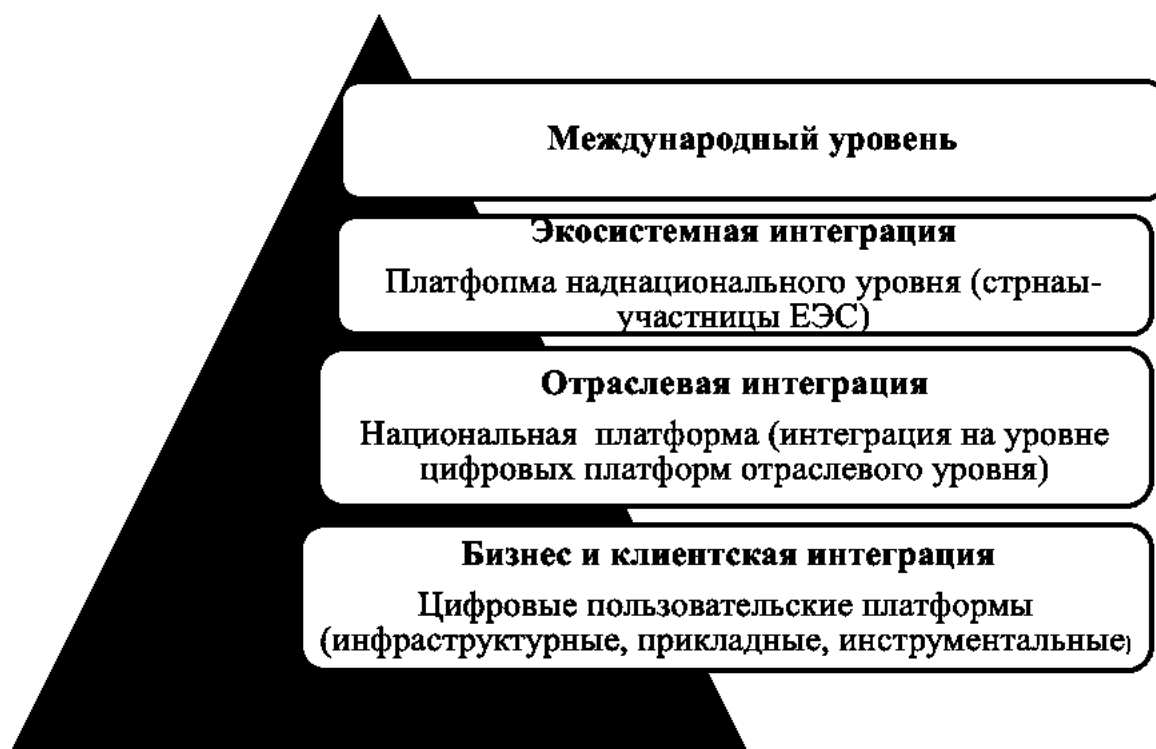 Международный уровень
Экосистемная интеграция
Платфопма наднационального уровня (стрнаы-
участницы ЕЭС)
Отраслевая интеграция
Национальная платформа (интеграция на уровне
цифровых платформ отраслевого уровня)
Бизнес и клиентская интеграция
Цифровые пользовательские платформы
(инфраструктурные, прикладные, инструментальные)